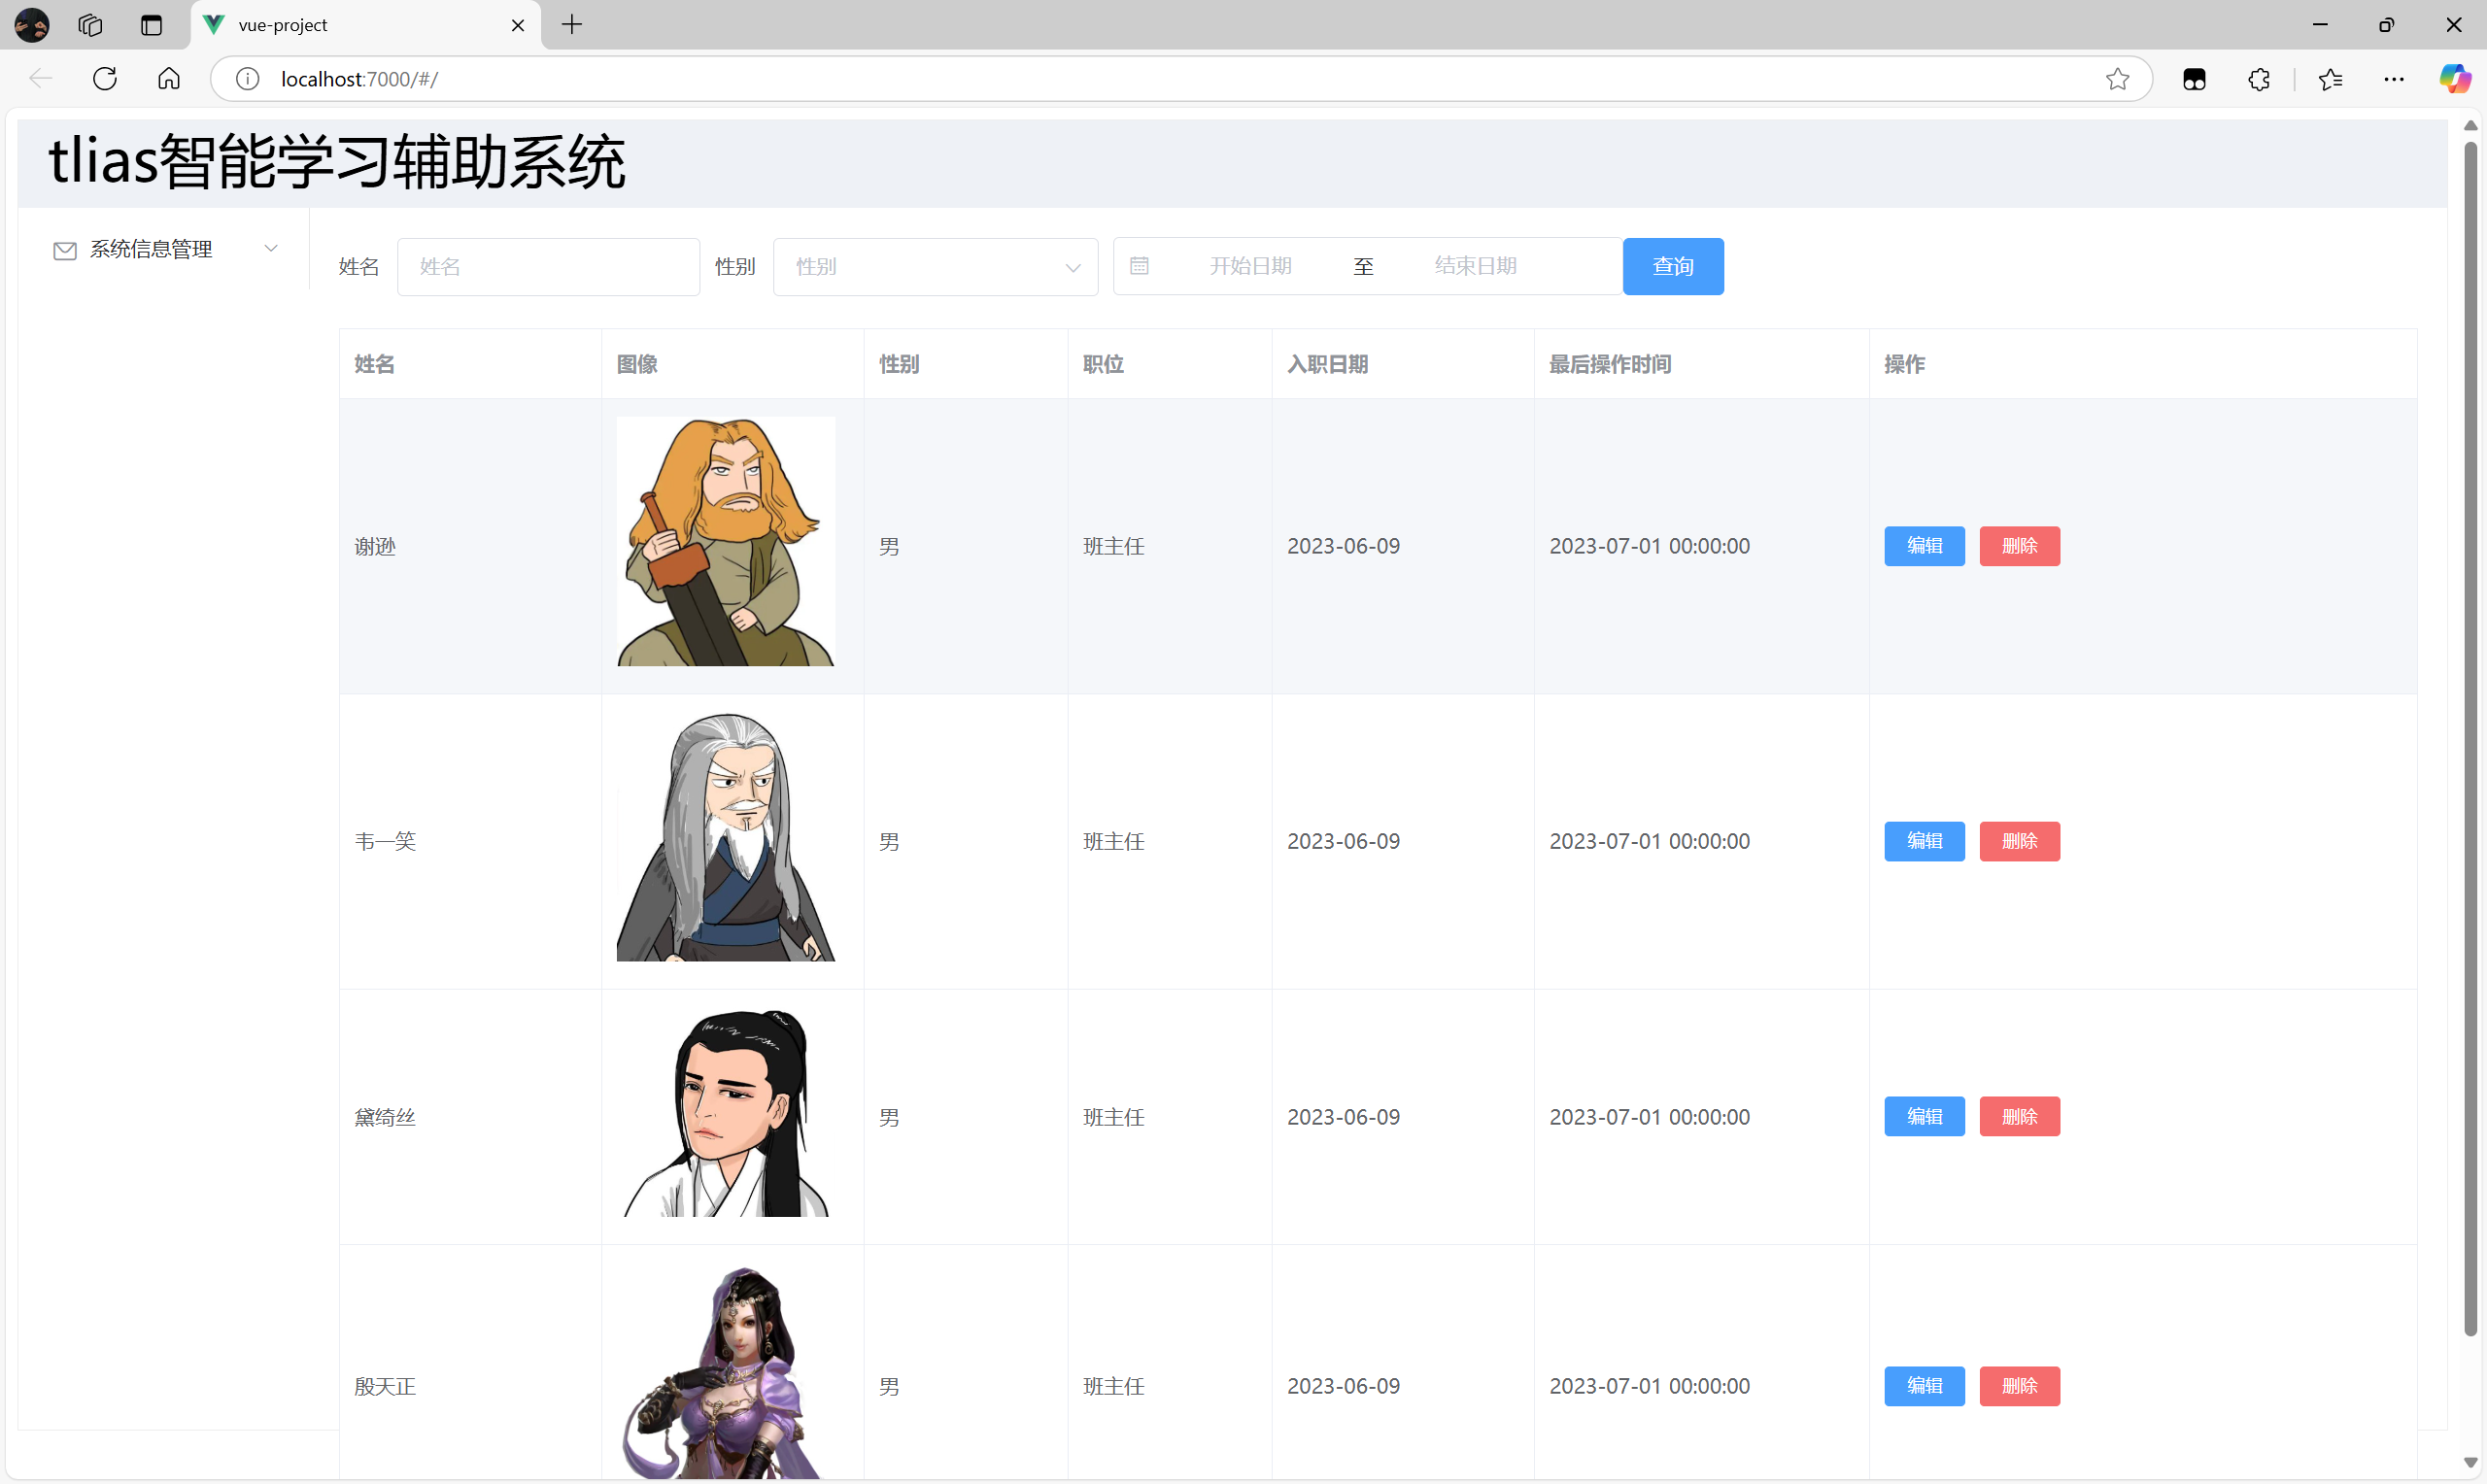 vue-project
localhost:7000/#/
tlias智能学习辅助系统
系统信息管理
姓名 姓名 性别 性别 开始日期 至 结束日期 查询
姓名 图像 性别 职位 入职日期 最后操作时间 操作
谢逊 男 班主任 2023-06-09 2023-07-01 00:00:00 编辑 删除
韦一笑 男 班主任 2023-06-09 2023-07-01 00:00:00 编辑 删除
黛绮丝 男 班主任 2023-06-09 2023-07-01 00:00:00 编辑 删除
殷天正 男 班主任 2023-06-09 2023-07-01 00:00:00 编辑 删除